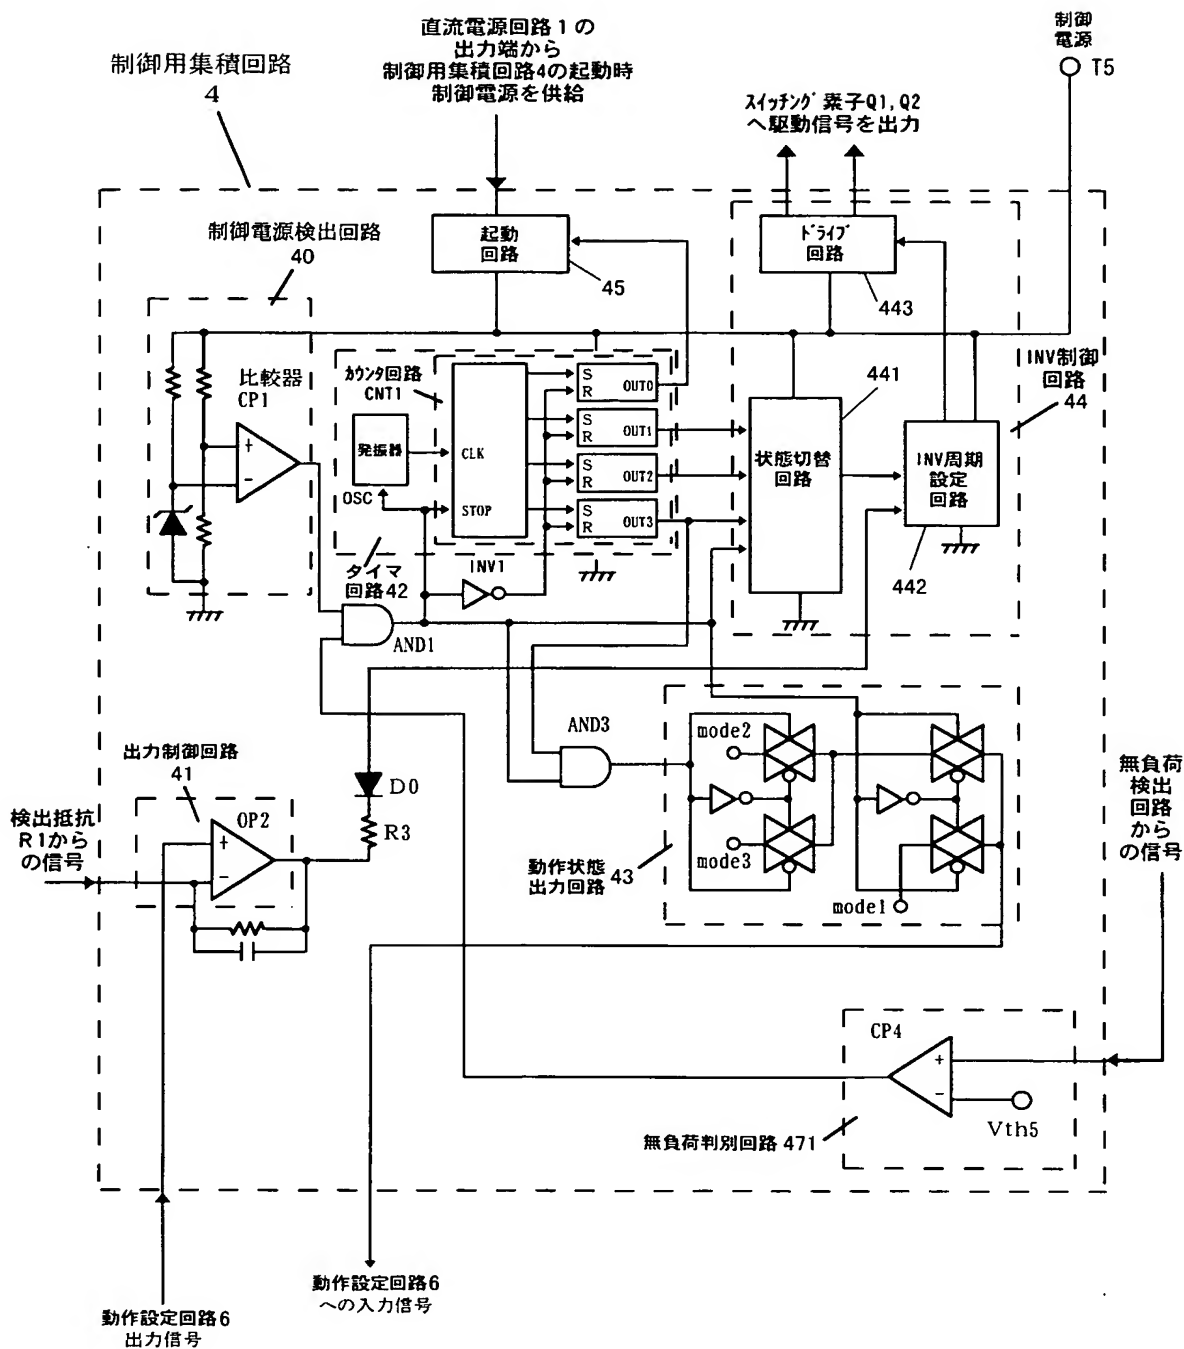 直流電源回路1の
出力端から
制御用集積回路4の起動時
制御電源を供給
制御
電源
T5
制御用集積回路
4
スイッチング素子Q1,Q2
へ駆動信号を出力
制御電源検出回路
40
起動
回路
45
ドライブ
回路
443
比較器
CP1
カウンタ回路
CNT1
発振器
OSC
CLK
STOP
S
R
OUT0
S
R
OUT1
S
R
OUT2
S
R
OUT3
441
状態切替
回路
INV制御
回路
44
INV周期
設定
回路
442
タイマ
回路42
INV1
AND1
AND3
mode2
mode3
mode1
動作状態
出力回路
43
出力制御回路
41
OP2
D0
R3
検出抵抗
R1から
の信号
無負荷
検出
回路
から
の信号
CP4
Vth5
無負荷判別回路471
動作設定回路6
への入力信号
動作設定回路6
出力信号
+
-
+
-
+
-